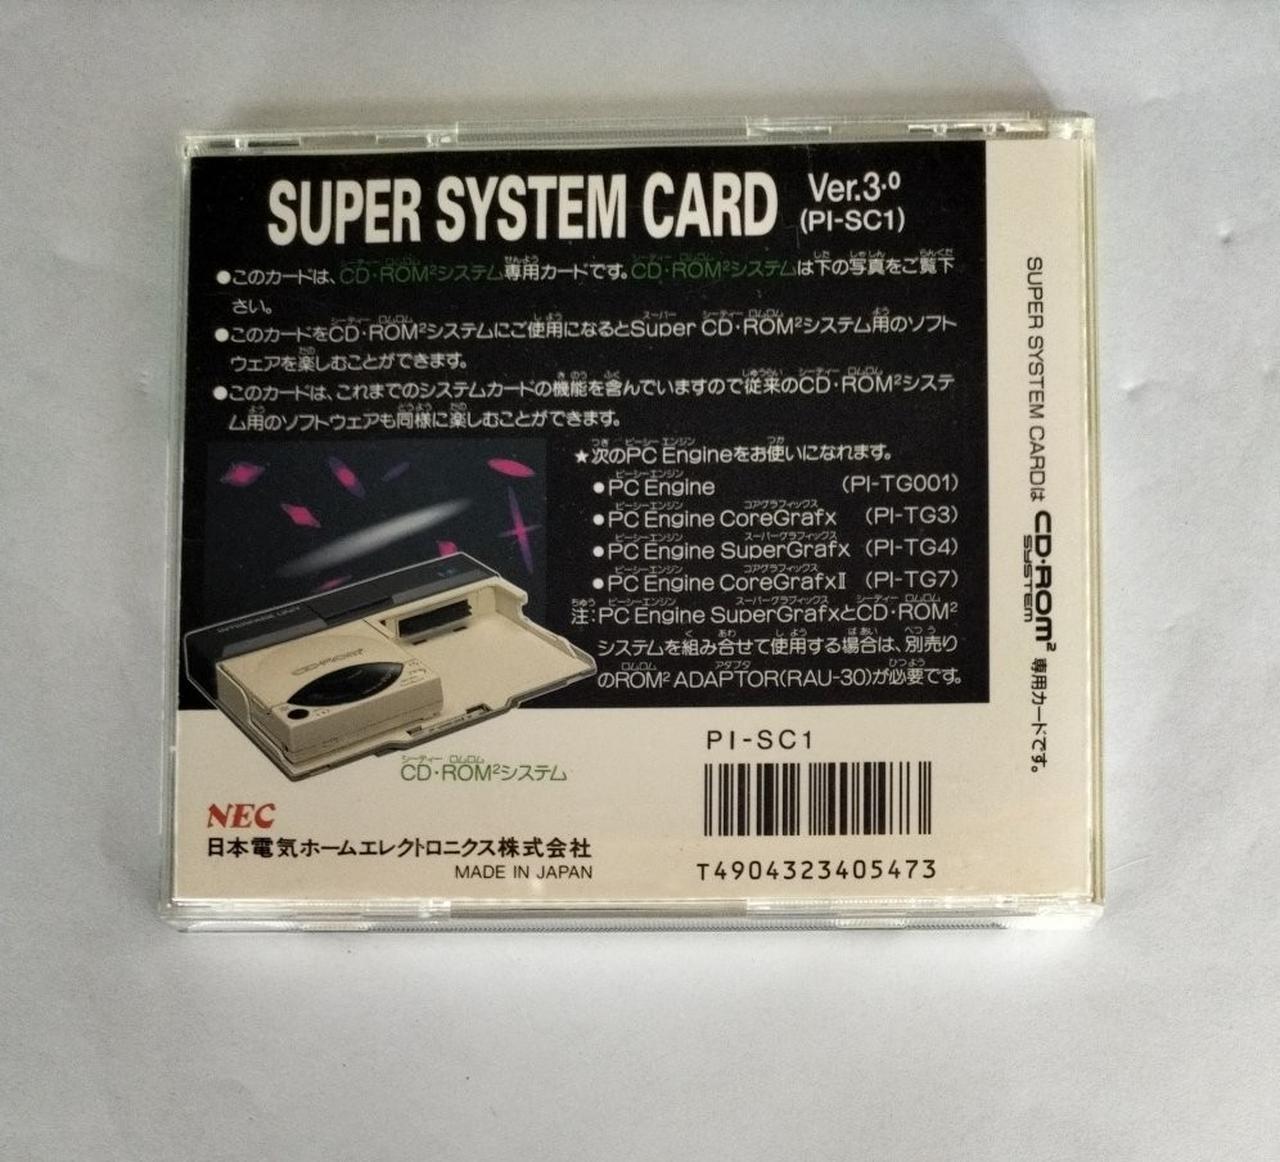 SUPER SYSTEM CARD Ver.3.0
(PI-SC1)
●このカードは、CD・ROM²システム専用カードです。CD・ROM²システムは下の写真をご覧下
さい。
●このカードをCD・ROM²システムにご使用になるとSuper CD・ROM²システム用のソフト
ウェアを楽しむことができます。
●このカードは、これまでのシステムカードの機能を含んでいますので従来のCD・ROM²システ
ム用のソフトウェアも同様に楽しむことができます。
★次のPC Engineをお使いになれます。
●PC Engine (PI-TG001)
●PC Engine CoreGrafx (PI-TG3)
●PC Engine SuperGrafx (PI-TG4)
●PC Engine CoreGrafxⅡ (PI-TG7)
注:PC Engine SuperGrafxとCD・ROM²
システムを組み合せて使用する場合は、別売り
のROM² ADAPTOR(RAU-30)が必要です。
INTERFACE UNIT
CD-ROM²
CD・ROM²システム
NEC
日本電気ホームエレクトロニクス株式会社
MADE IN JAPAN
PI-SC1
T4904323405473
SUPER SYSTEM CARDは CD・ROM² SYSTEM 専用カードです。